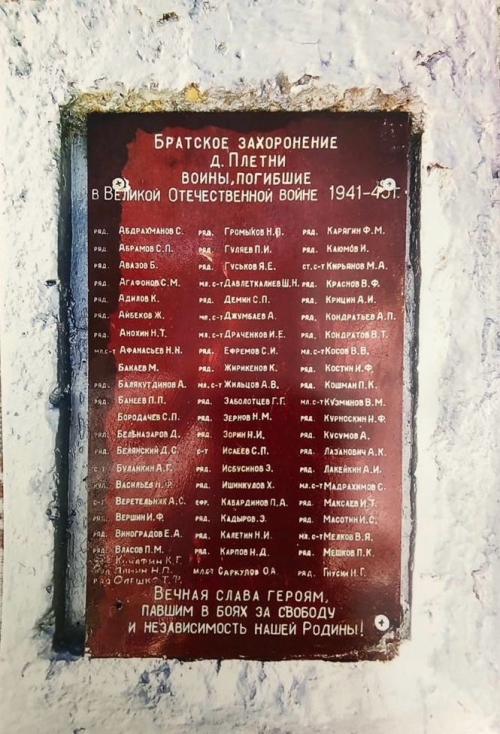 Братское захоронение
д. Плетни
воины, погибшие
в Великой Отечественной войне 1941-45г.
ряд. Абдрахманов С.
ряд. Абрамов С.П.
ряд. Авазов Б.
ряд. Агафонов С.М.
ряд. Адилов К.
ряд. Айбеков Ж.
ряд. Анохин Н.Т.
мл.с-т Афанасьев Н.Н.
Бакаев М.
ряд. Балякутдинов А.
ряд. Банеев П.П.
Бородачев С.П.
ряд. Бельназаров Д.
ряд. Белянский Д.С.
с-т Буланкин А.Г.
Васильев Н.Ф.
с-т Веретельник А.С.
ряд. Вершин И.Ф.
ряд. Виноградов Е.А.
ряд. Власов П.М.
Кочафин К.Г.
Лянин Н.П.
ряд Олешко Т.Ф.
ряд. Громыков Н.П.
ряд. Гуляев П.И.
ряд. Гуськов Я.Е.
мл.с-т Давлеткалиев Ш.Н.
ряд. Демин С.П.
мл.с-т Джумбаев А.
мл.с-т Драченков И.Е.
ряд. Ефремов С.И.
ряд. Жирикенов К.
мл.с-т Жильцов А.В.
ряд. Заболотцев Г.Г.
ряд. Зернов Н.М.
ряд. Зорин Н.И.
с-т Исаев С.П.
ряд. Исбусинов З.
ряд. Ишинкулов Х.
ефр. Кабардинов П.А.
ряд. Кадыров.Э.
ряд. Калетин Н.И.
ряд. Карпов Н.Д.
мл.с-т Саркулов О.А.
ряд. Карягин Ф.М.
ряд. Каюмов И.
ст.с-т Кирьянов М.А.
ряд. Краснов В.Ф.
ряд. Крицин А.И.
ряд. Кондратьев А.П.
ряд. Кондратов В.Т.
мл.с-т Косов В.В.
ряд. Костин И.Ф.
ряд. Кошман П.К.
мл.с-т Кузминов В.М.
ряд. Курноскин Н.Ф.
ряд. Кусумов А.
ряд. Лазанович А.К.
ряд. Лакейкин А.И.
мл.с-т Мадрахимов С.
ряд. Максаев И.Т.
ряд. Масотин И.С.
мл.с-т Мелков В.Я.
ряд. Мешков П.К.
ряд. Гнусин Н.Г.
Вечная слава героям,
павшим в боях за свободу
и независимость нашей Родины!